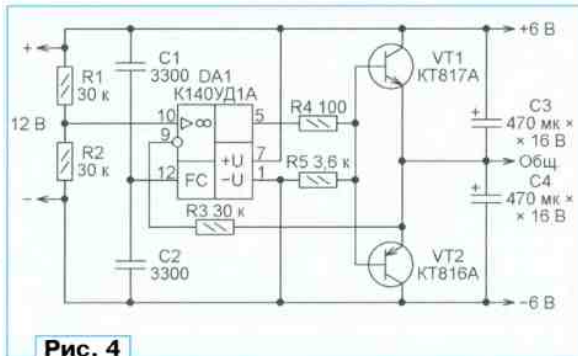 +
12 В
−
R1
30 к
R2
30 к
C1
3300
C2
3300
DA1
К140УД1А
▷∞
10
9
12
FC
5
+U
7
−U
1
R3 30 к
R4 100
R5 3,6 к
VT1
КТ817А
VT2
КТ816А
+6 В
+
C3
470 мк ×
× 16 В
Общ.
+
C4
470 мк ×
× 16 В
−6 В
Рис. 4